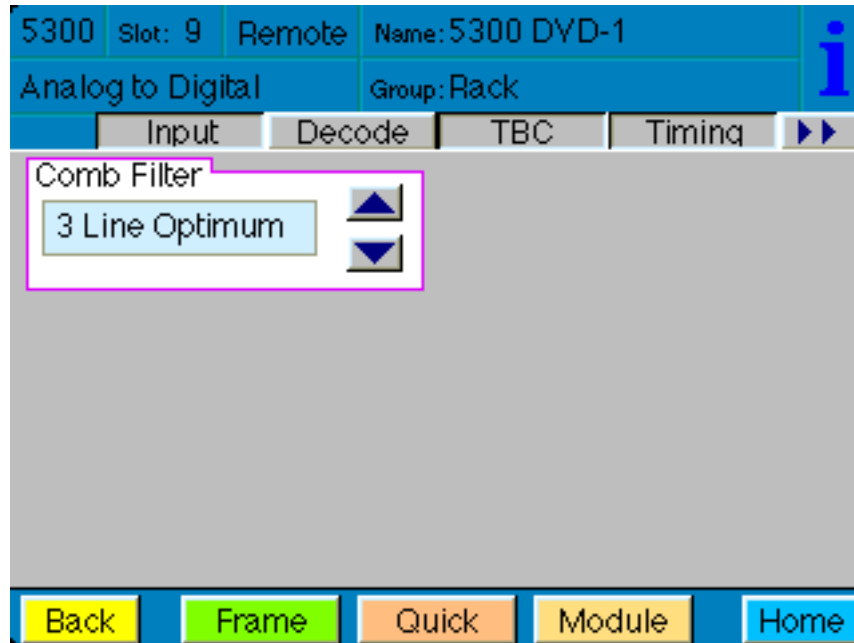 5300 Slot: 9 Remote Name: 5300 DVD-1
Analog to Digital Group: Rack
i
Input Decode TBC Timing
Comb Filter
3 Line Optimum
Back Frame Quick Module Home